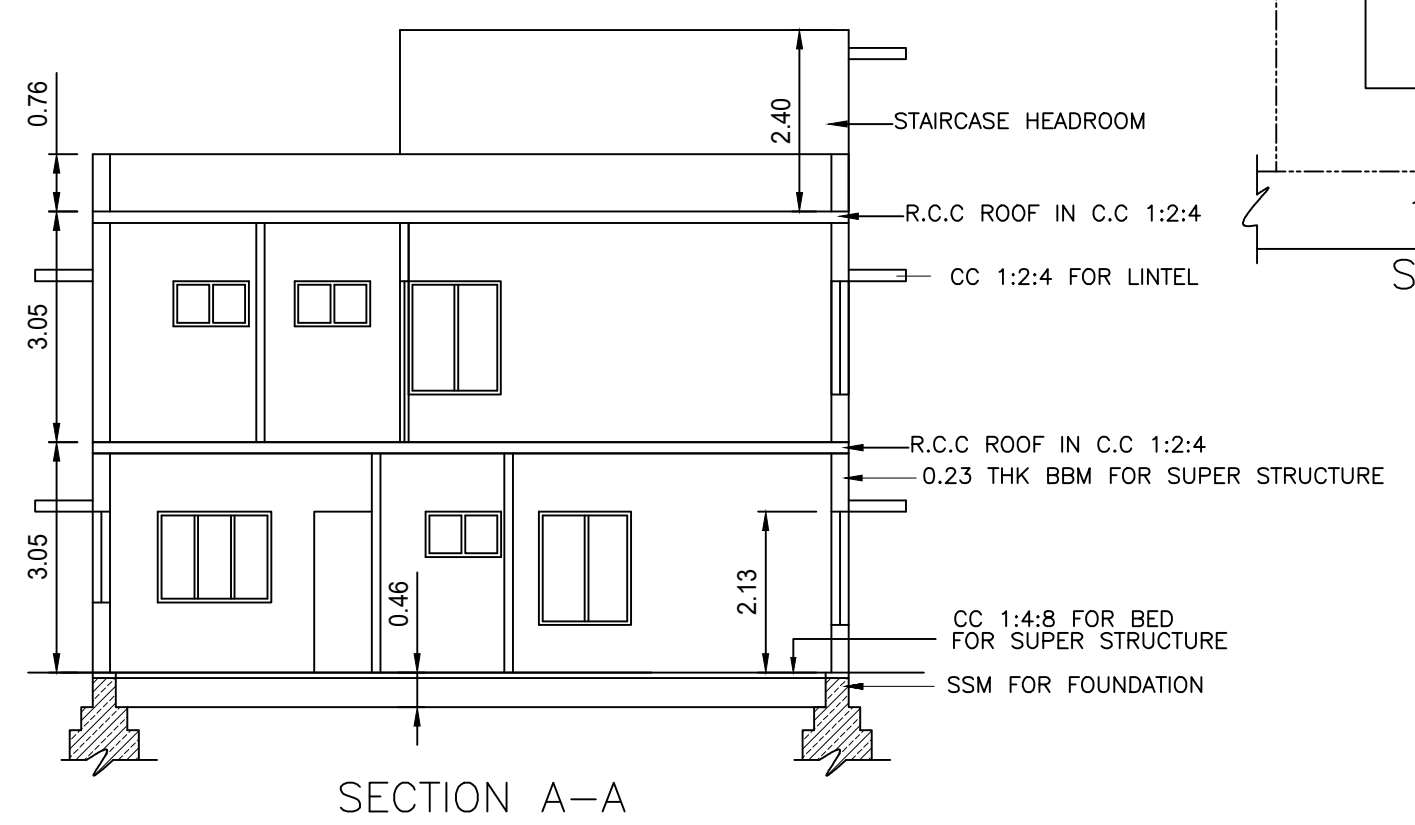 0.76
2.40
STAIRCASE HEADROOM
R.C.C ROOF IN C.C 1:2:4
CC 1:2:4 FOR LINTEL
3.05
R.C.C ROOF IN C.C 1:2:4
0.23 THK BBM FOR SUPER STRUCTURE
3.05
0.46
2.13
CC 1:4:8 FOR BED
FOR SUPER STRUCTURE
SSM FOR FOUNDATION
SECTION A-A
S